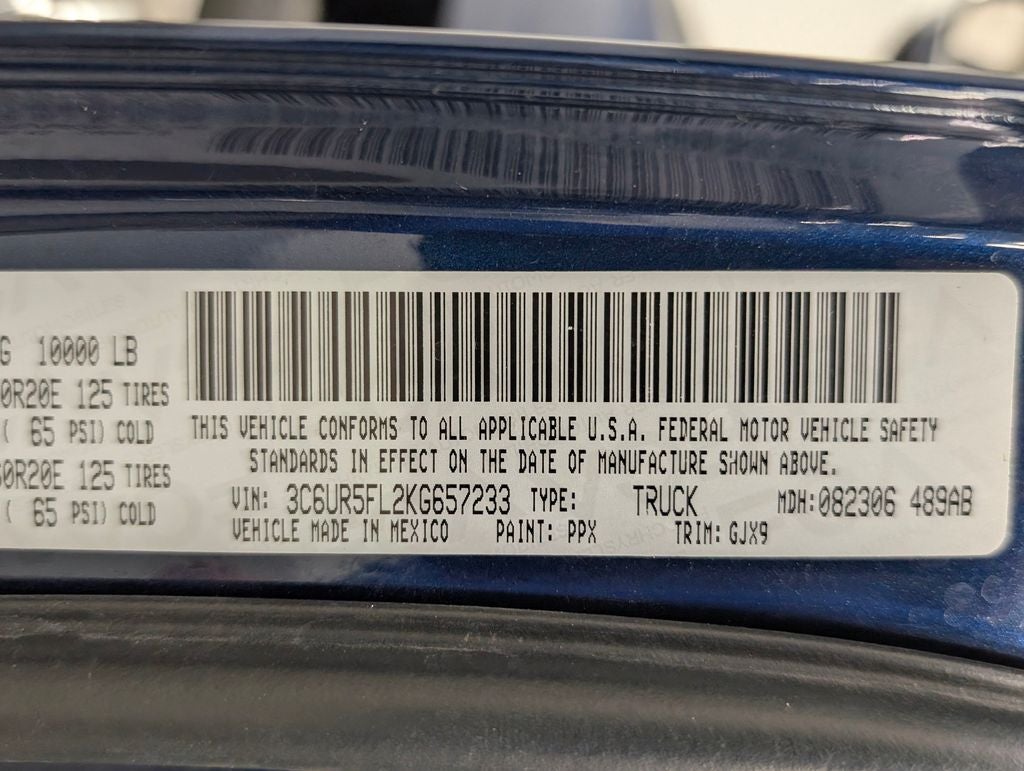 G 10000 LB
0R20E 125 TIRES
( 65 PSI) COLD
60R20E 125 TIRES
( 65 PSI) COLD
THIS VEHICLE CONFORMS TO ALL APPLICABLE U.S.A. FEDERAL MOTOR VEHICLE SAFETY
STANDARDS IN EFFECT ON THE DATE OF MANUFACTURE SHOWN ABOVE.
VIN: 3C6UR5FL2KG657233 TYPE: TRUCK MDH:082306 489AB
VEHICLE MADE IN MEXICO PAINT: PPX TRIM: GJX9